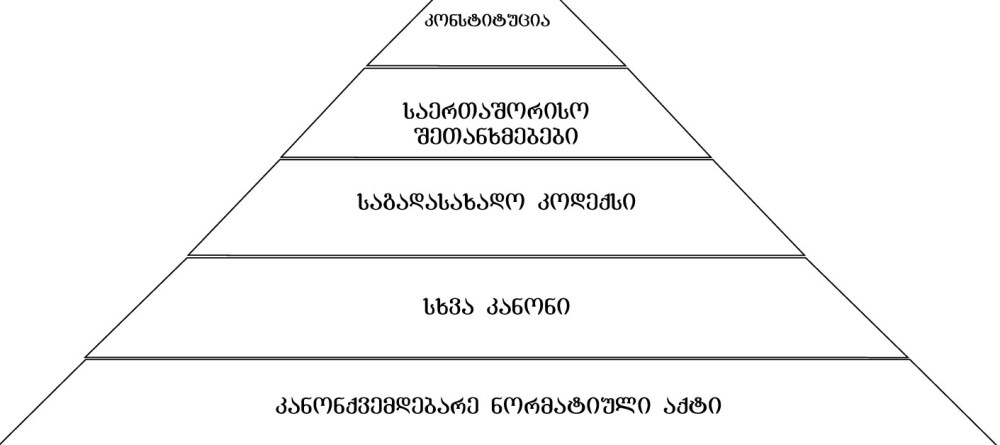 კონსტიტუცია
საერთაშორისო
შეთანხმებები
საგადასახადო კოდექსი
სხვა კანონი
კანონქვემდებარე ნორმატიული აქტი